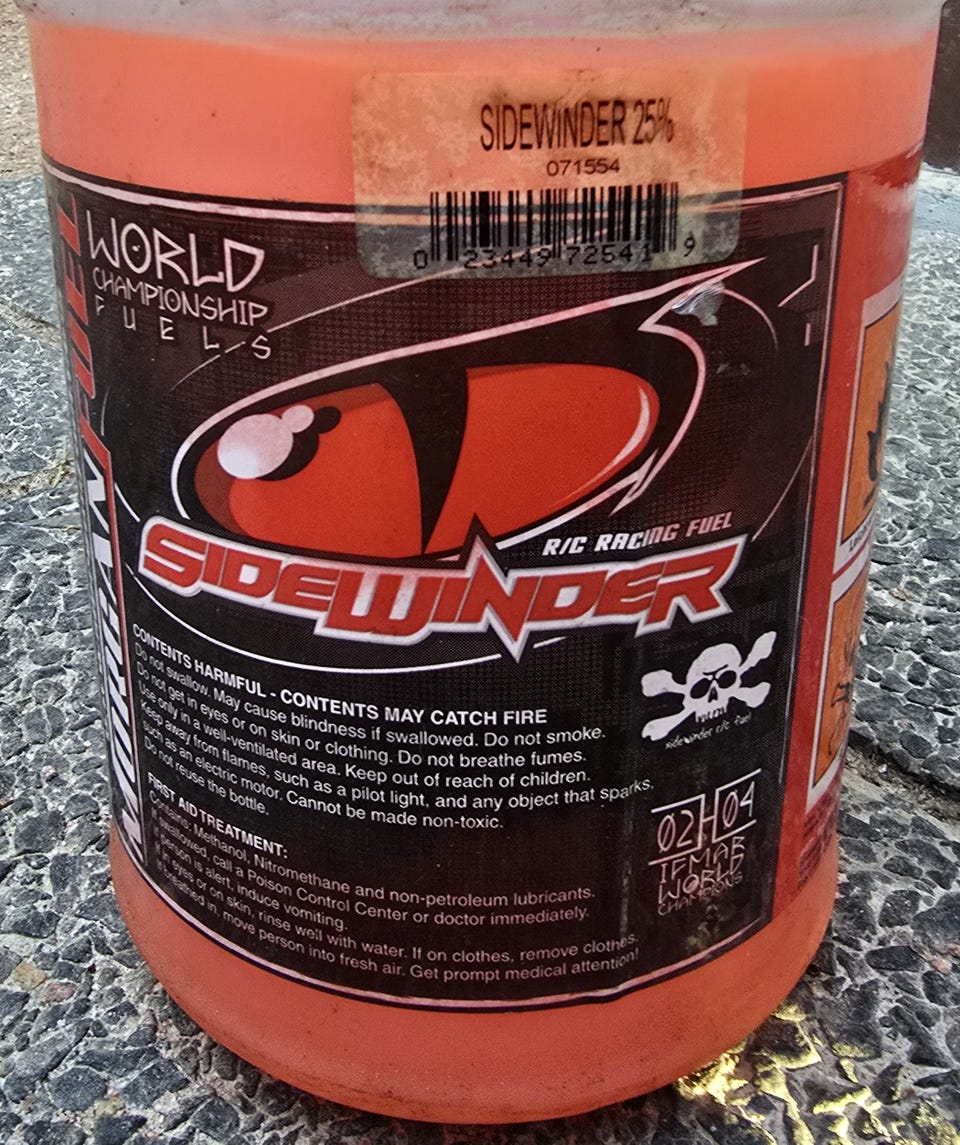 SIDEWINDER 25%
071554
0 23449 72541 9
WORLD
CHAMPIONSHIP
FUELS
R/C RACING FUEL
SIDEWINDER
CONTENTS HARMFUL - CONTENTS MAY CATCH FIRE
Do not swallow. May cause blindness if swallowed. Do not smoke.
Do not get in eyes or on skin or clothing. Do not breathe fumes.
Use only in a well-ventilated area. Keep out of reach of children.
Keep away from flames, such as a pilot light, and any object that sparks,
such as an electric motor. Cannot be made non-toxic.
Do not reuse the bottle.
sidewinder r/c fuel
FIRST AID TREATMENT:
Contains: Methanol, Nitromethane and non-petroleum lubricants.
If swallowed, call a Poison Control Center or doctor immediately.
If person is alert, induce vomiting.
If in eyes or on skin, rinse well with water. If on clothes, remove clothes.
If breathed in, move person into fresh air. Get prompt medical attention!
02 04
IFMAR
WORLD
CHAMPIONS